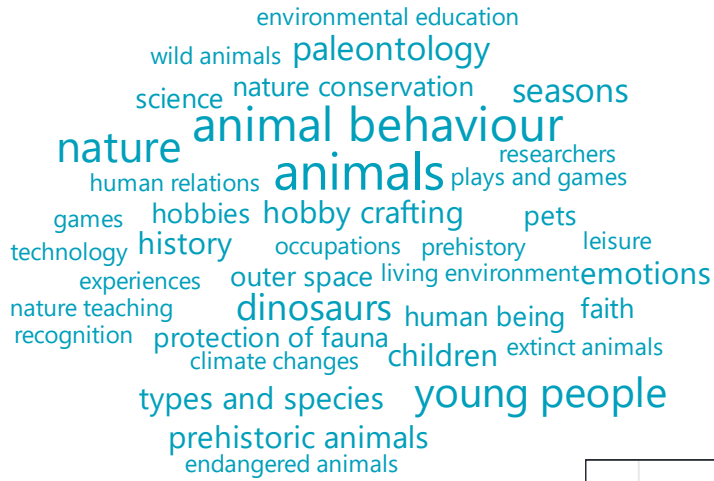 environmental education
wild animals paleontology
science nature conservation seasons
nature animal behaviour
researchers
human relations animals plays and games
games hobbies hobby crafting pets
technology history occupations prehistory leisure
experiences outer space living environment emotions
nature teaching dinosaurs human being faith
recognition protection of fauna
climate changes children extinct animals
types and species young people
prehistoric animals
endangered animals